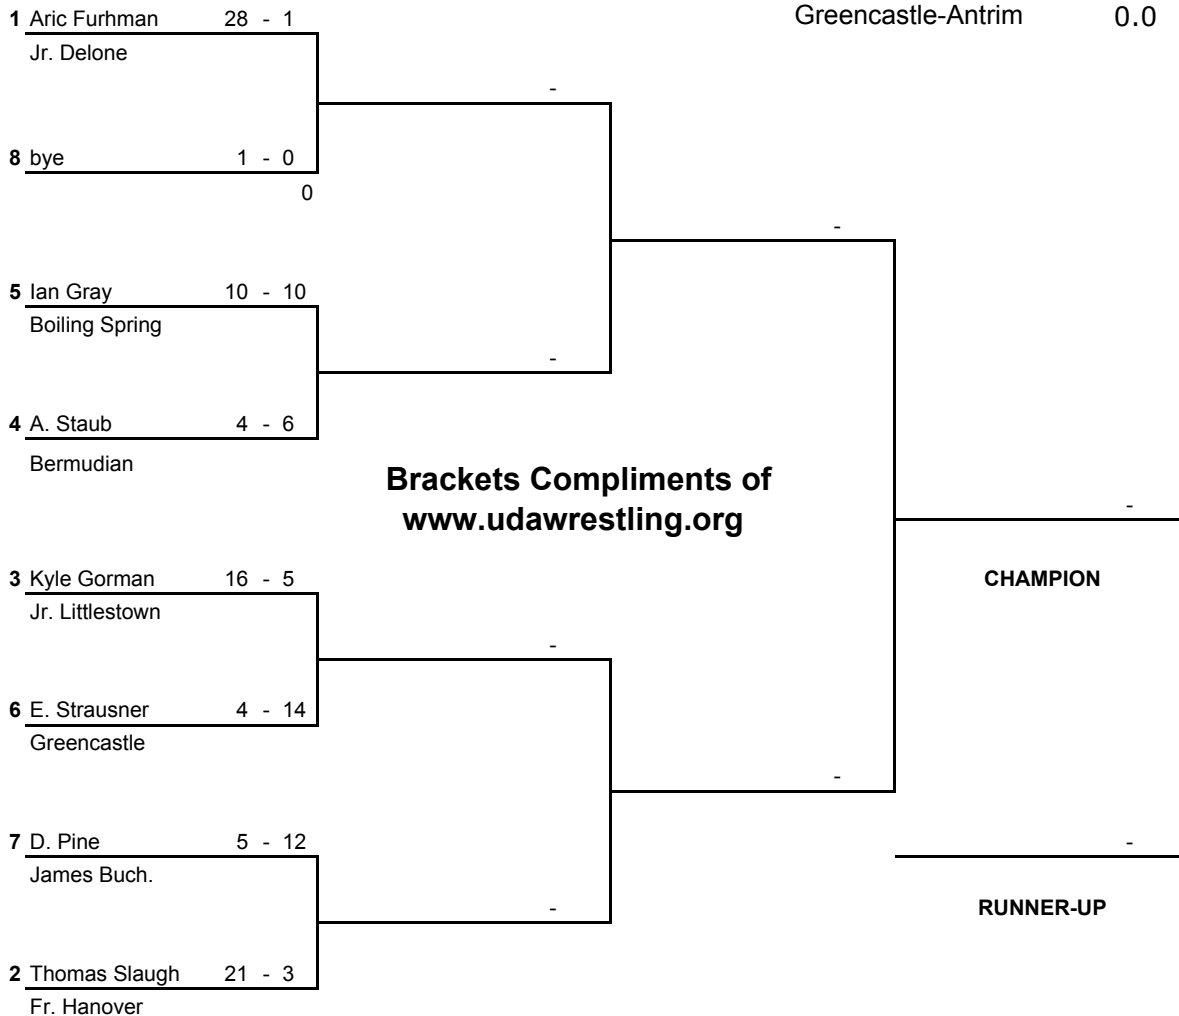 1 Aric Furhman 28 - 1
Greencastle-Antrim 0.0
Jr. Delone
-
8 bye 1 - 0
0
-
5 Ian Gray 10 - 10
Boiling Spring
-
4 A. Staub 4 - 6
Bermudian
Brackets Compliments of
www.udawrestling.org
-
3 Kyle Gorman 16 - 5
CHAMPION
Jr. Littlestown
-
6 E. Strausner 4 - 14
Greencastle
-
7 D. Pine 5 - 12
-
James Buch.
-
RUNNER-UP
2 Thomas Slaugh 21 - 3
Fr. Hanover